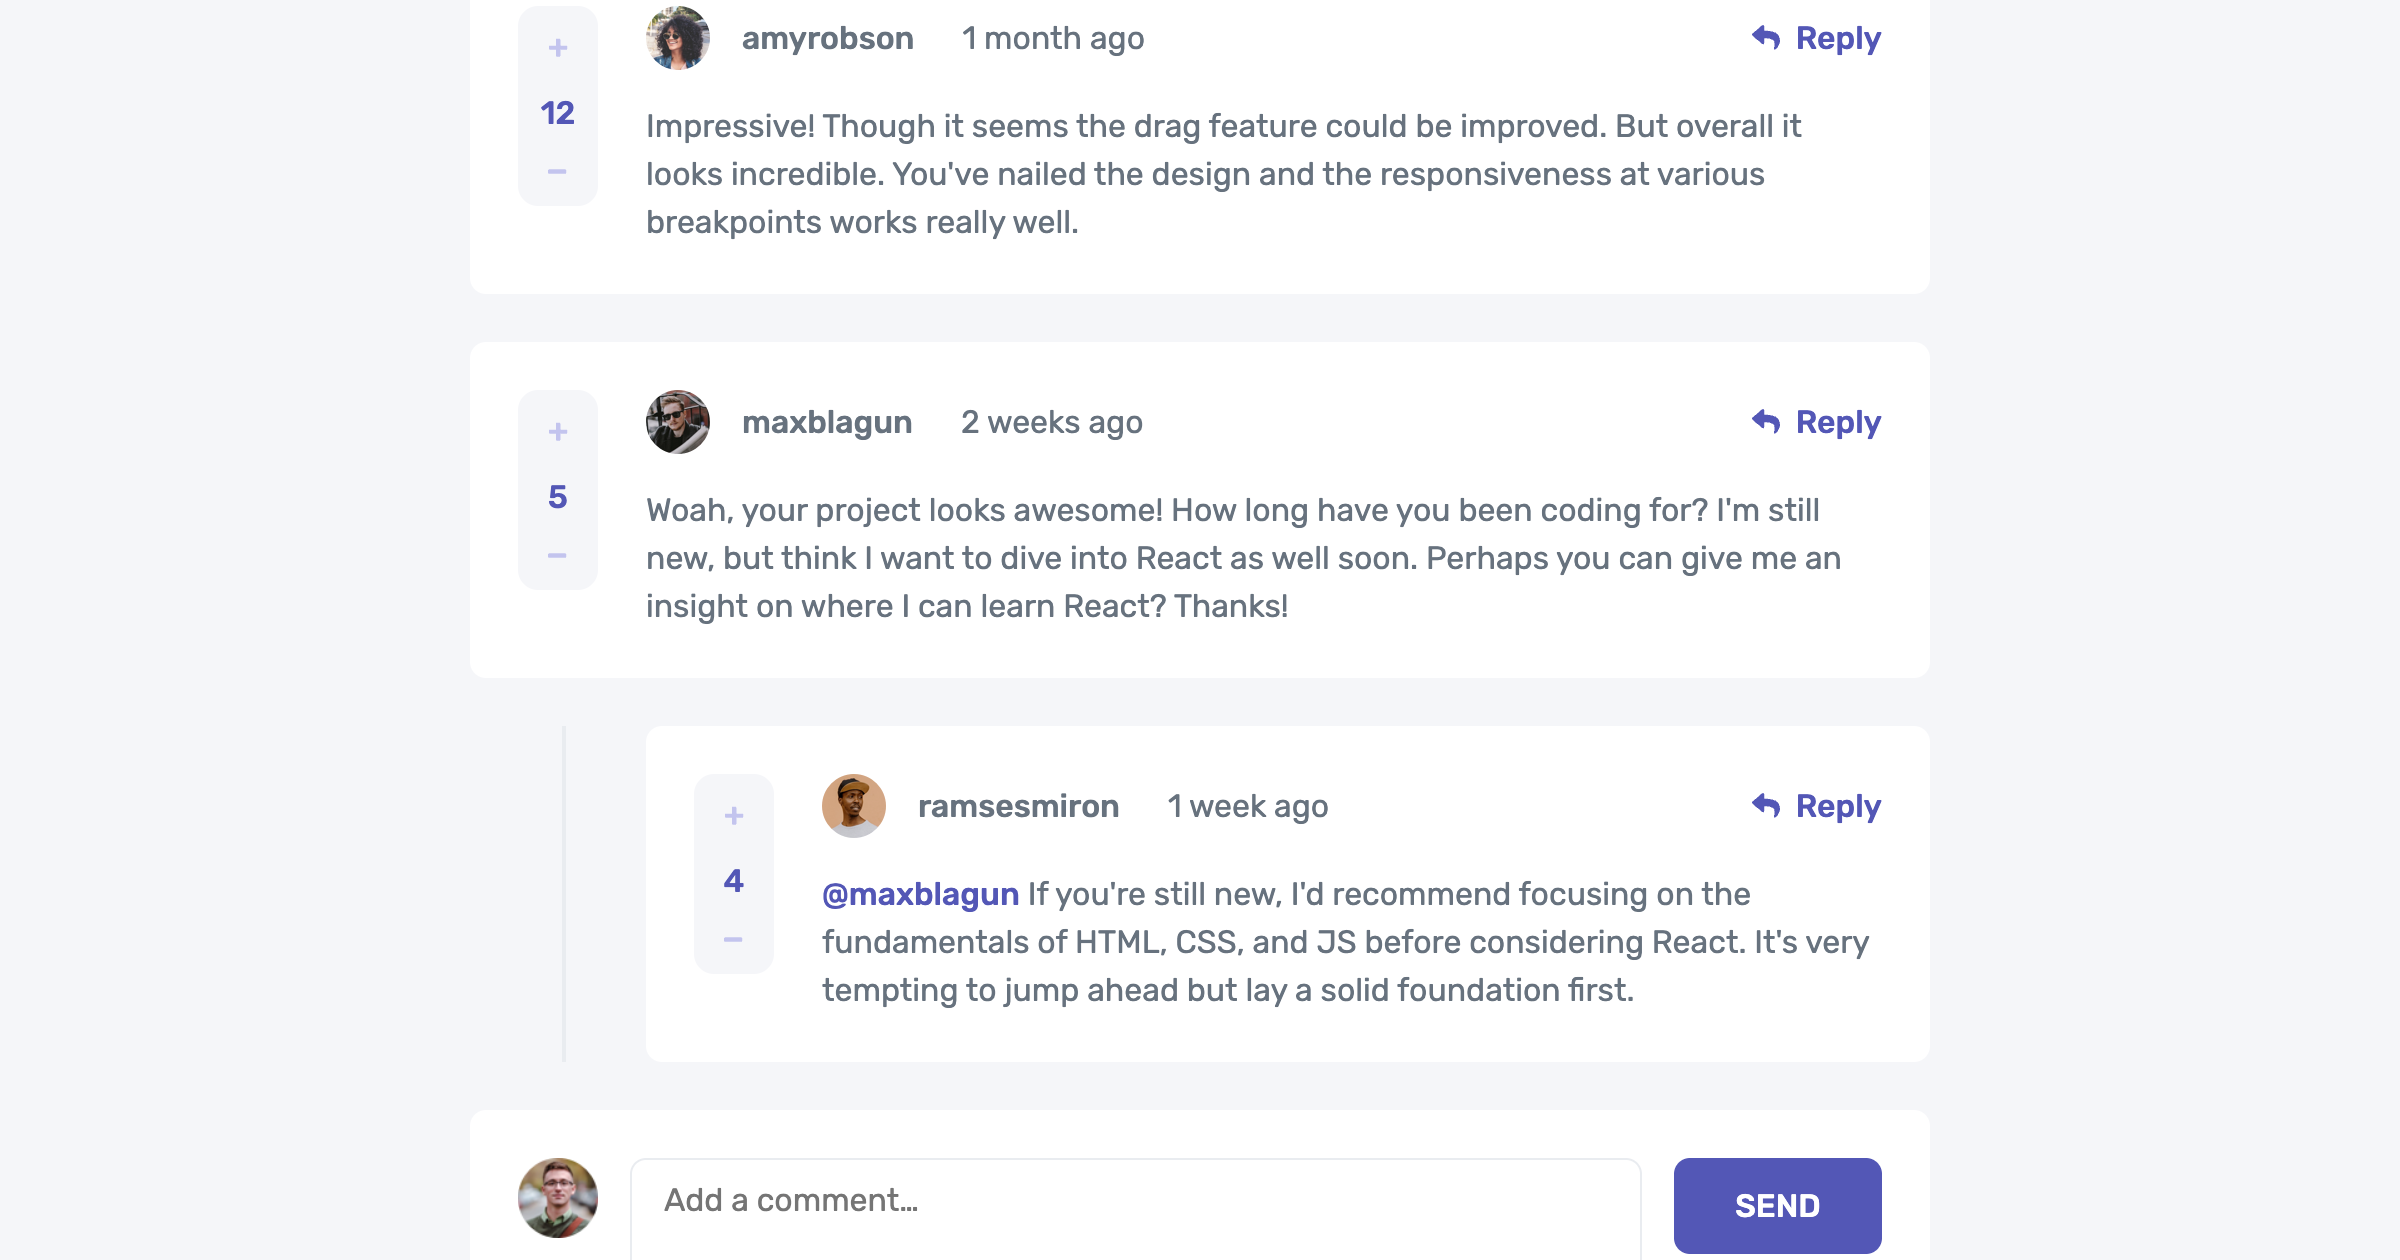 amyrobson 1 month ago Reply
+
12
−
Impressive! Though it seems the drag feature could be improved. But overall it
looks incredible. You've nailed the design and the responsiveness at various
breakpoints works really well.
maxblagun 2 weeks ago Reply
+
5
−
Woah, your project looks awesome! How long have you been coding for? I'm still
new, but think I want to dive into React as well soon. Perhaps you can give me an
insight on where I can learn React? Thanks!
ramsesmiron 1 week ago Reply
+
4
−
@maxblagun If you're still new, I'd recommend focusing on the
fundamentals of HTML, CSS, and JS before considering React. It's very
tempting to jump ahead but lay a solid foundation first.
Add a comment…
SEND